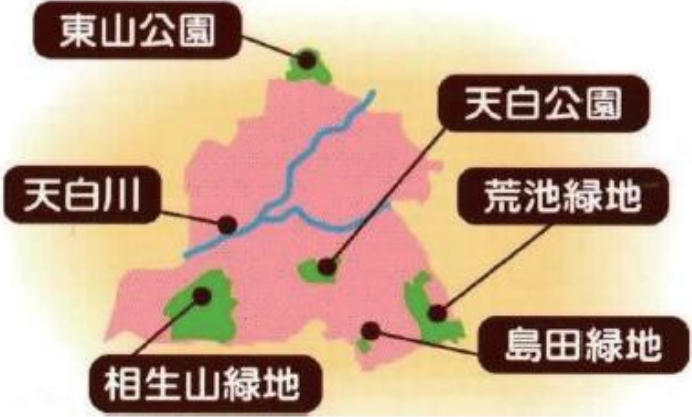 東山公園
天白公園
天白川
荒池緑地
島田緑地
相生山緑地